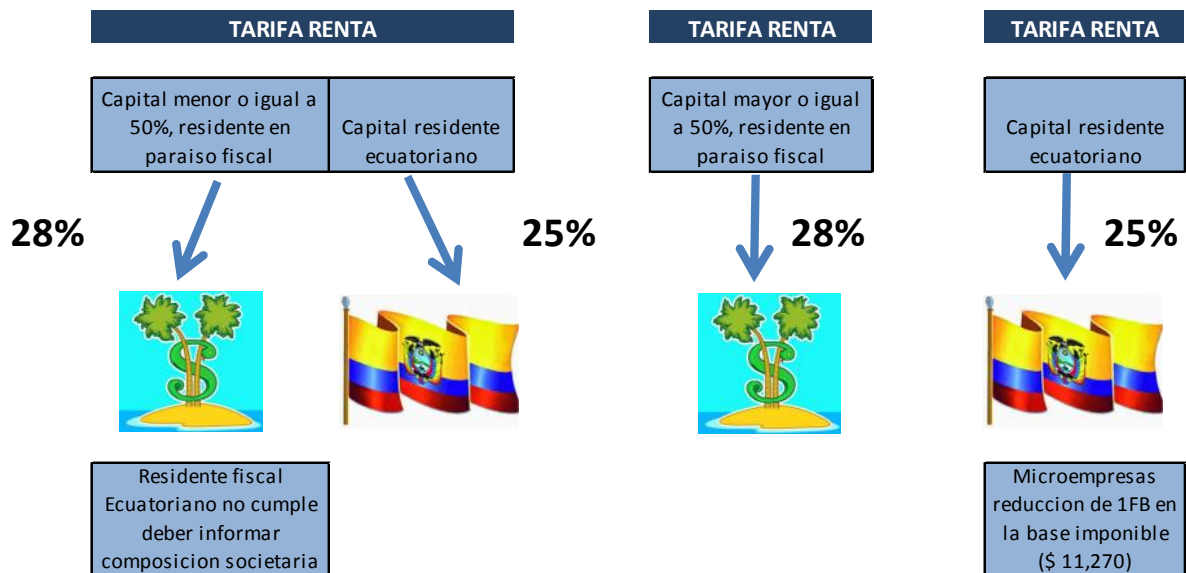 TARIFA RENTA
Capital menor o igual a
50%, residente en
paraiso fiscal
Capital residente
ecuatoriano
28%
25%
Residente fiscal
Ecuatoriano no cumple
deber informar
composicion societaria
TARIFA RENTA
Capital mayor o igual
a 50%, residente en
paraiso fiscal
28%
TARIFA RENTA
Capital residente
ecuatoriano
25%
Microempresas
reduccion de 1FB en
la base imponible
($ 11,270)